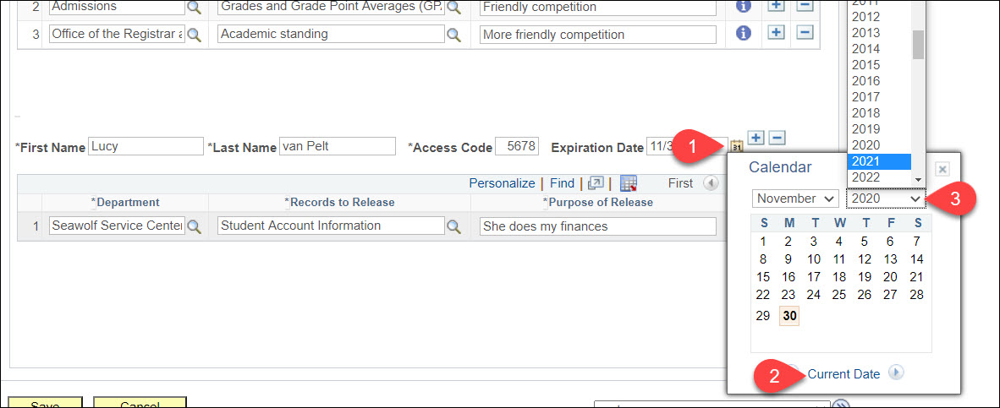 2 Admissions Grades and Grade Point Averages (GP Friendly competition
3 Office of the Registrar Academic standing More friendly competition
2011
2012
2013
2014
2015
2016
2017
2018
2019
2020
2021
2022
*First Name Lucy *Last Name van Pelt *Access Code 5678 Expiration Date 11/3 1 31
Calendar
November 2020 3
Personalize | Find | | First
*Department *Records to Release *Purpose of Release
1 Seawolf Service Center Student Account Information She does my finances
S M T W T F S
1 2 3 4 5 6 7
8 9 10 11 12 13 14
15 16 17 18 19 20 21
22 23 24 25 26 27 28
29 30
2 Current Date
Save Cancel